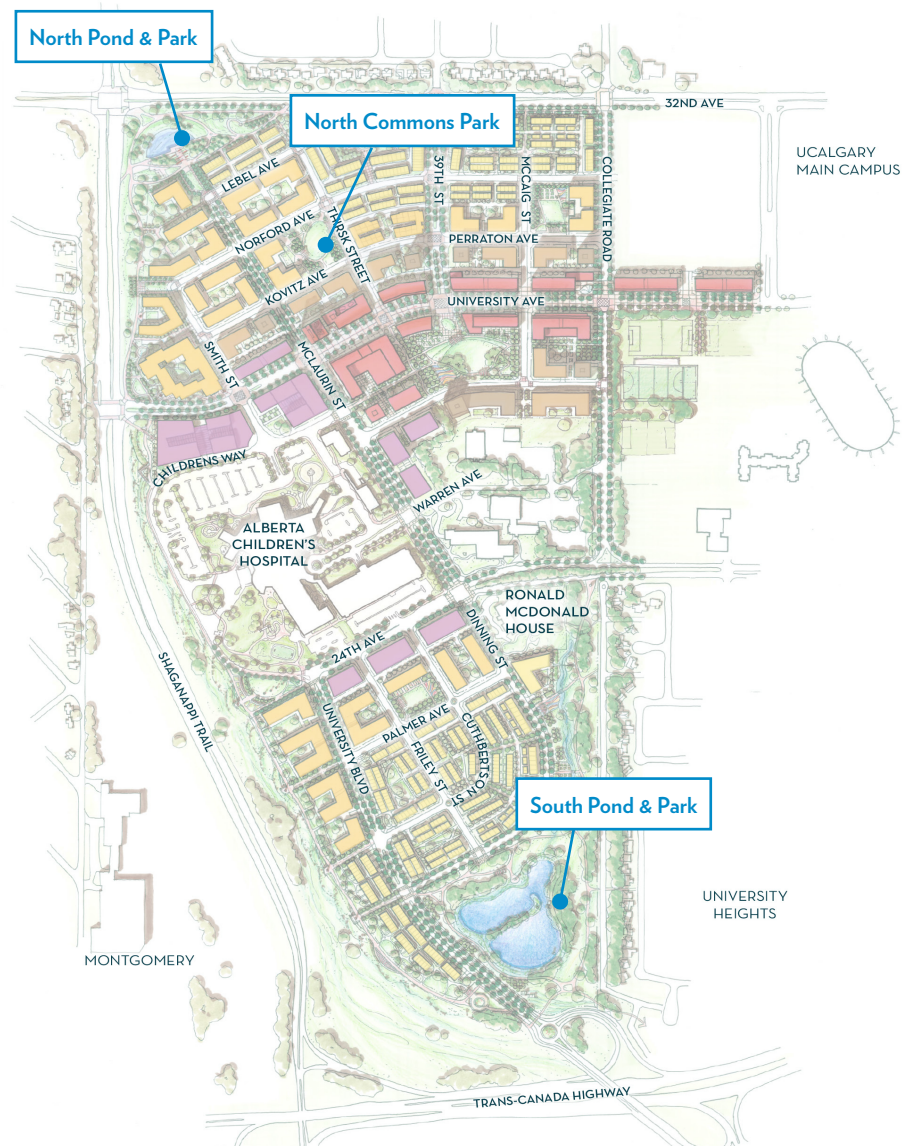 North Pond & Park
North Commons Park
32ND AVE
UCALGARY
MAIN CAMPUS
LEBEL AVE
39TH ST
MCCAIG ST
COLLEGIATE ROAD
THIRSK STREET
NORFORD AVE
PERRATON AVE
KOVITZ AVE
UNIVERSITY AVE
SMITH ST
MCLAURIN ST
CHILDRENS WAY
WARREN AVE
ALBERTA
CHILDREN'S
HOSPITAL
RONALD
MCDONALD
HOUSE
24TH AVE
DINNING ST
SHAGANAPPI TRAIL
UNIVERSITY BLVD
PALMER AVE
CUTHBERTSON ST
FRILEY ST
South Pond & Park
UNIVERSITY
HEIGHTS
MONTGOMERY
TRANS-CANADA HIGHWAY